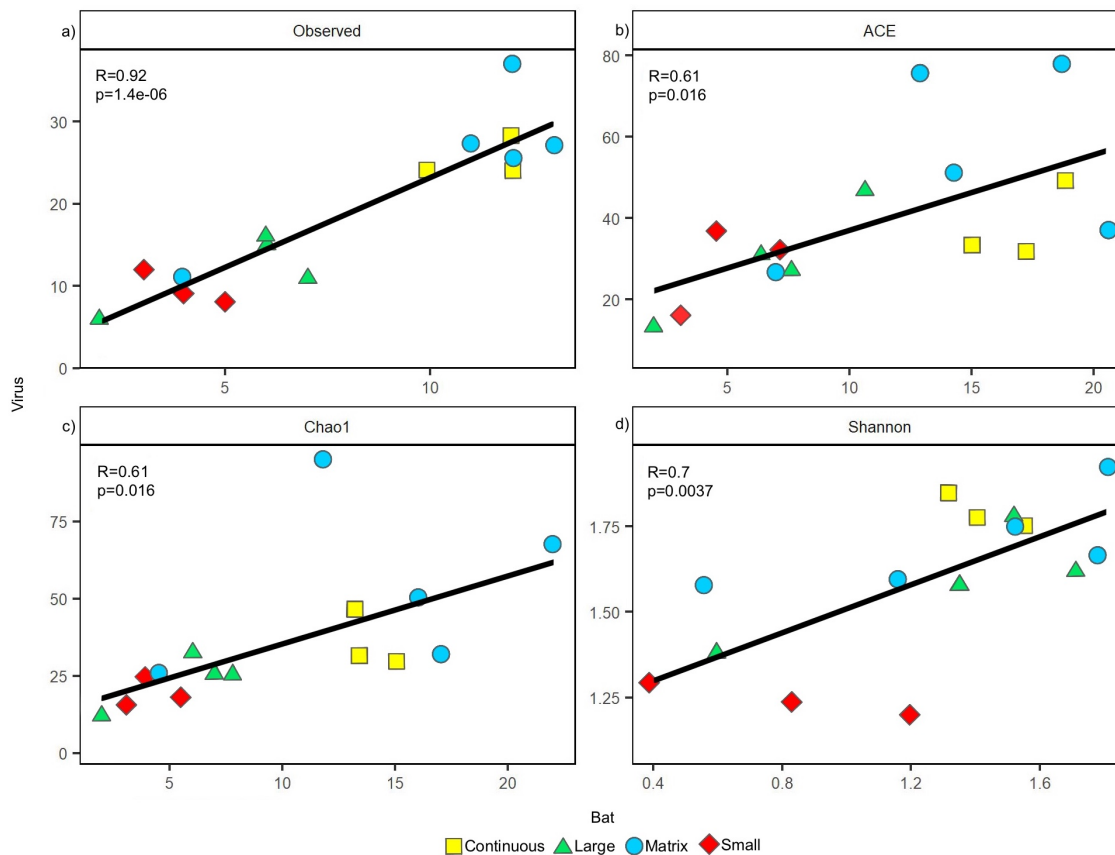 a)
Observed
R=0.92
p=1.4e-06
30
20
10
0
5
10
b)
ACE
R=0.61
p=0.016
80
60
40
20
5
10
15
20
Virus
c)
Chao1
R=0.61
p=0.016
75
50
25
0
5
10
15
20
d)
Shannon
R=0.7
p=0.0037
1.75
1.50
1.25
0.4
0.8
1.2
1.6
Bat
Continuous Large Matrix Small